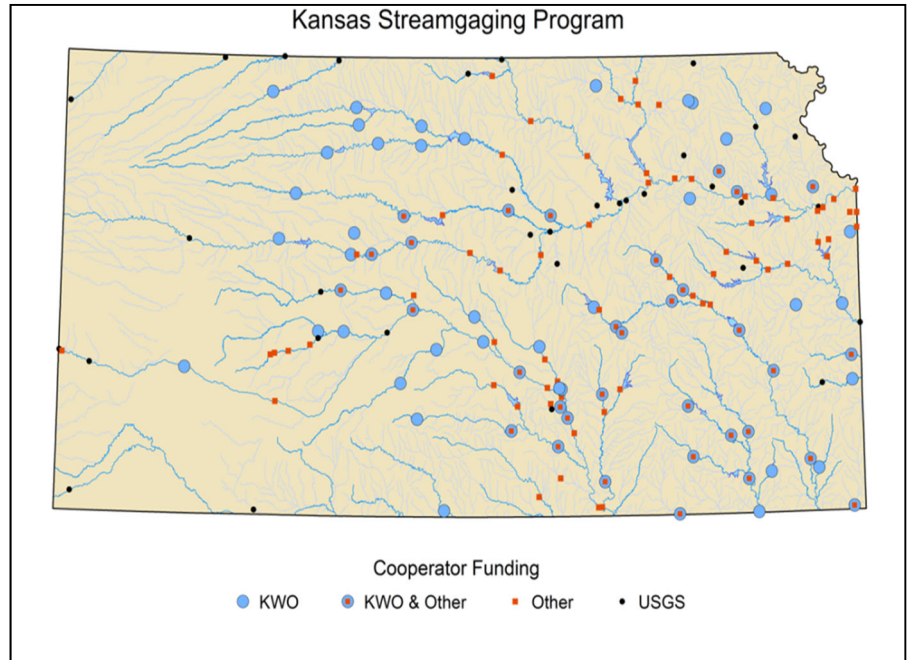 Kansas Streamgaging Program
Cooperator Funding
KWO KWO & Other Other USGS